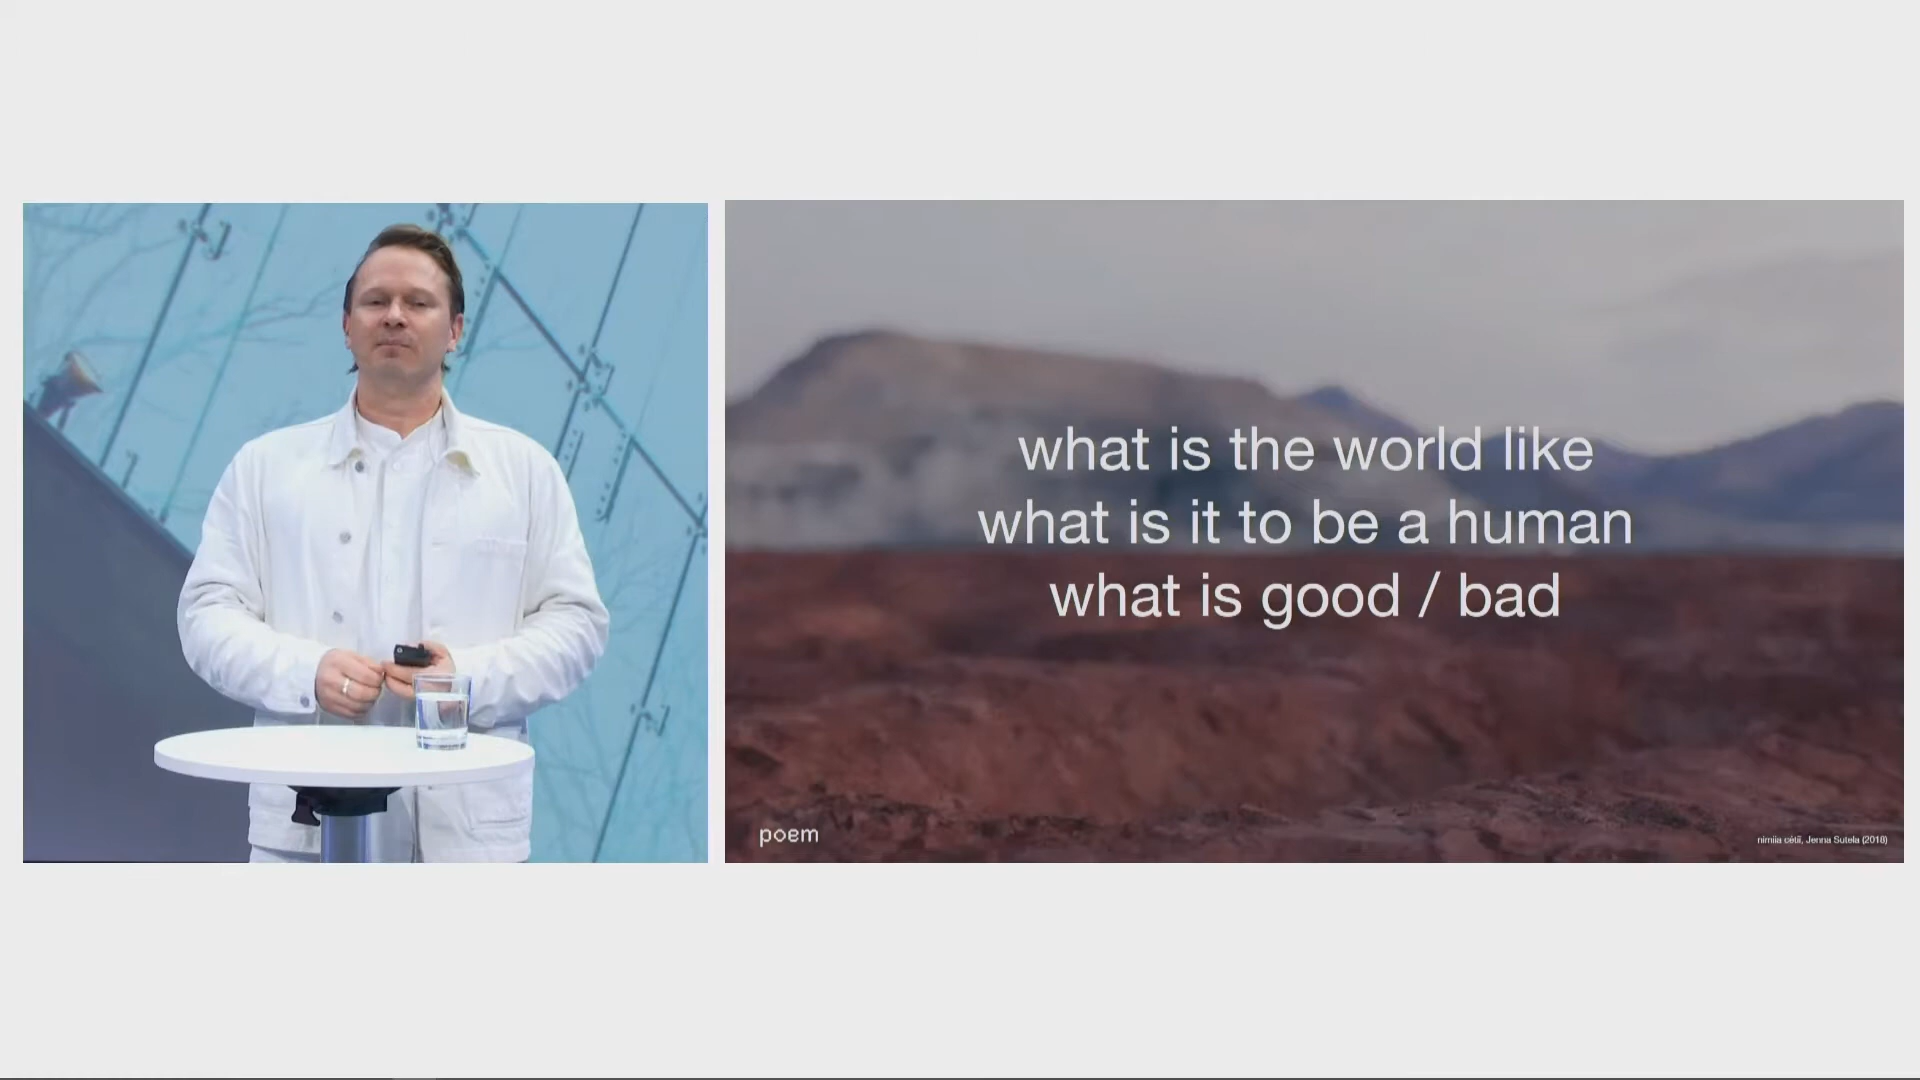 what is the world like
what is it to be a human
what is good / bad
poem
nimiia cétiï, Jenna Sutela (2018)